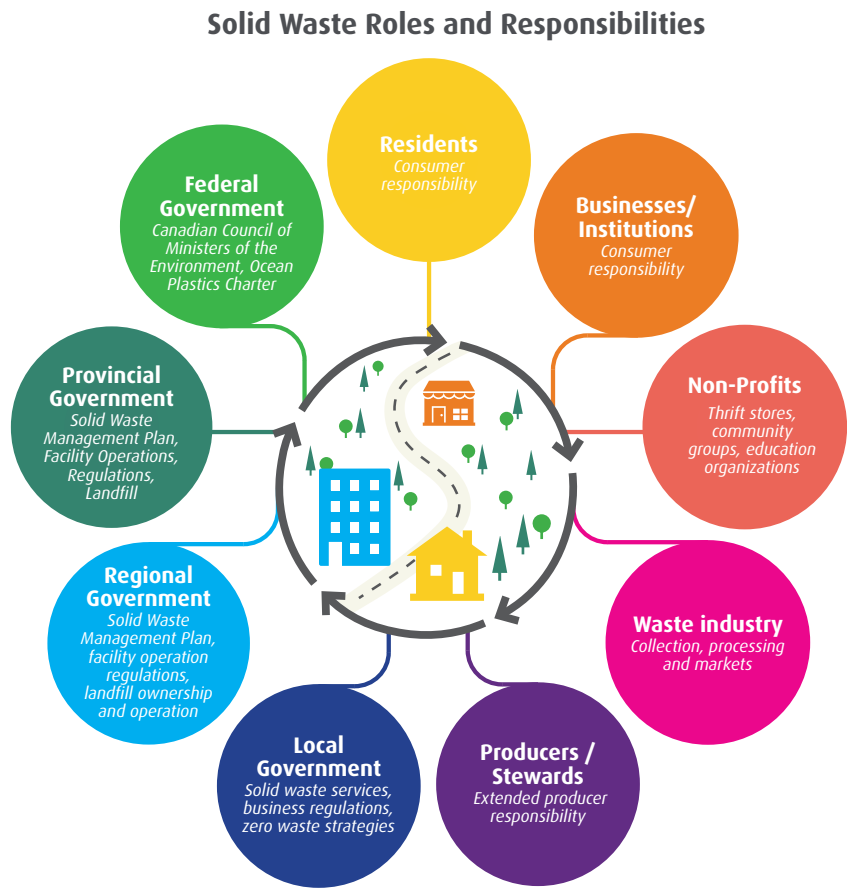 Solid Waste Roles and Responsibilities
Residents
Consumer
responsibility
Businesses/
Institutions
Consumer
responsibility
Non-Profits
Thrift stores,
community
groups, education
organizations
Waste industry
Collection, processing
and markets
Producers /
Stewards
Extended producer
responsibility
Local
Government
Solid waste services,
business regulations,
zero waste strategies
Regional
Government
Solid Waste
Management Plan,
facility operation
regulations,
landfill ownership
and operation
Provincial
Government
Solid Waste
Management Plan,
Facility Operations,
Regulations,
Landfill
Federal
Government
Canadian Council of
Ministers of the
Environment, Ocean
Plastics Charter